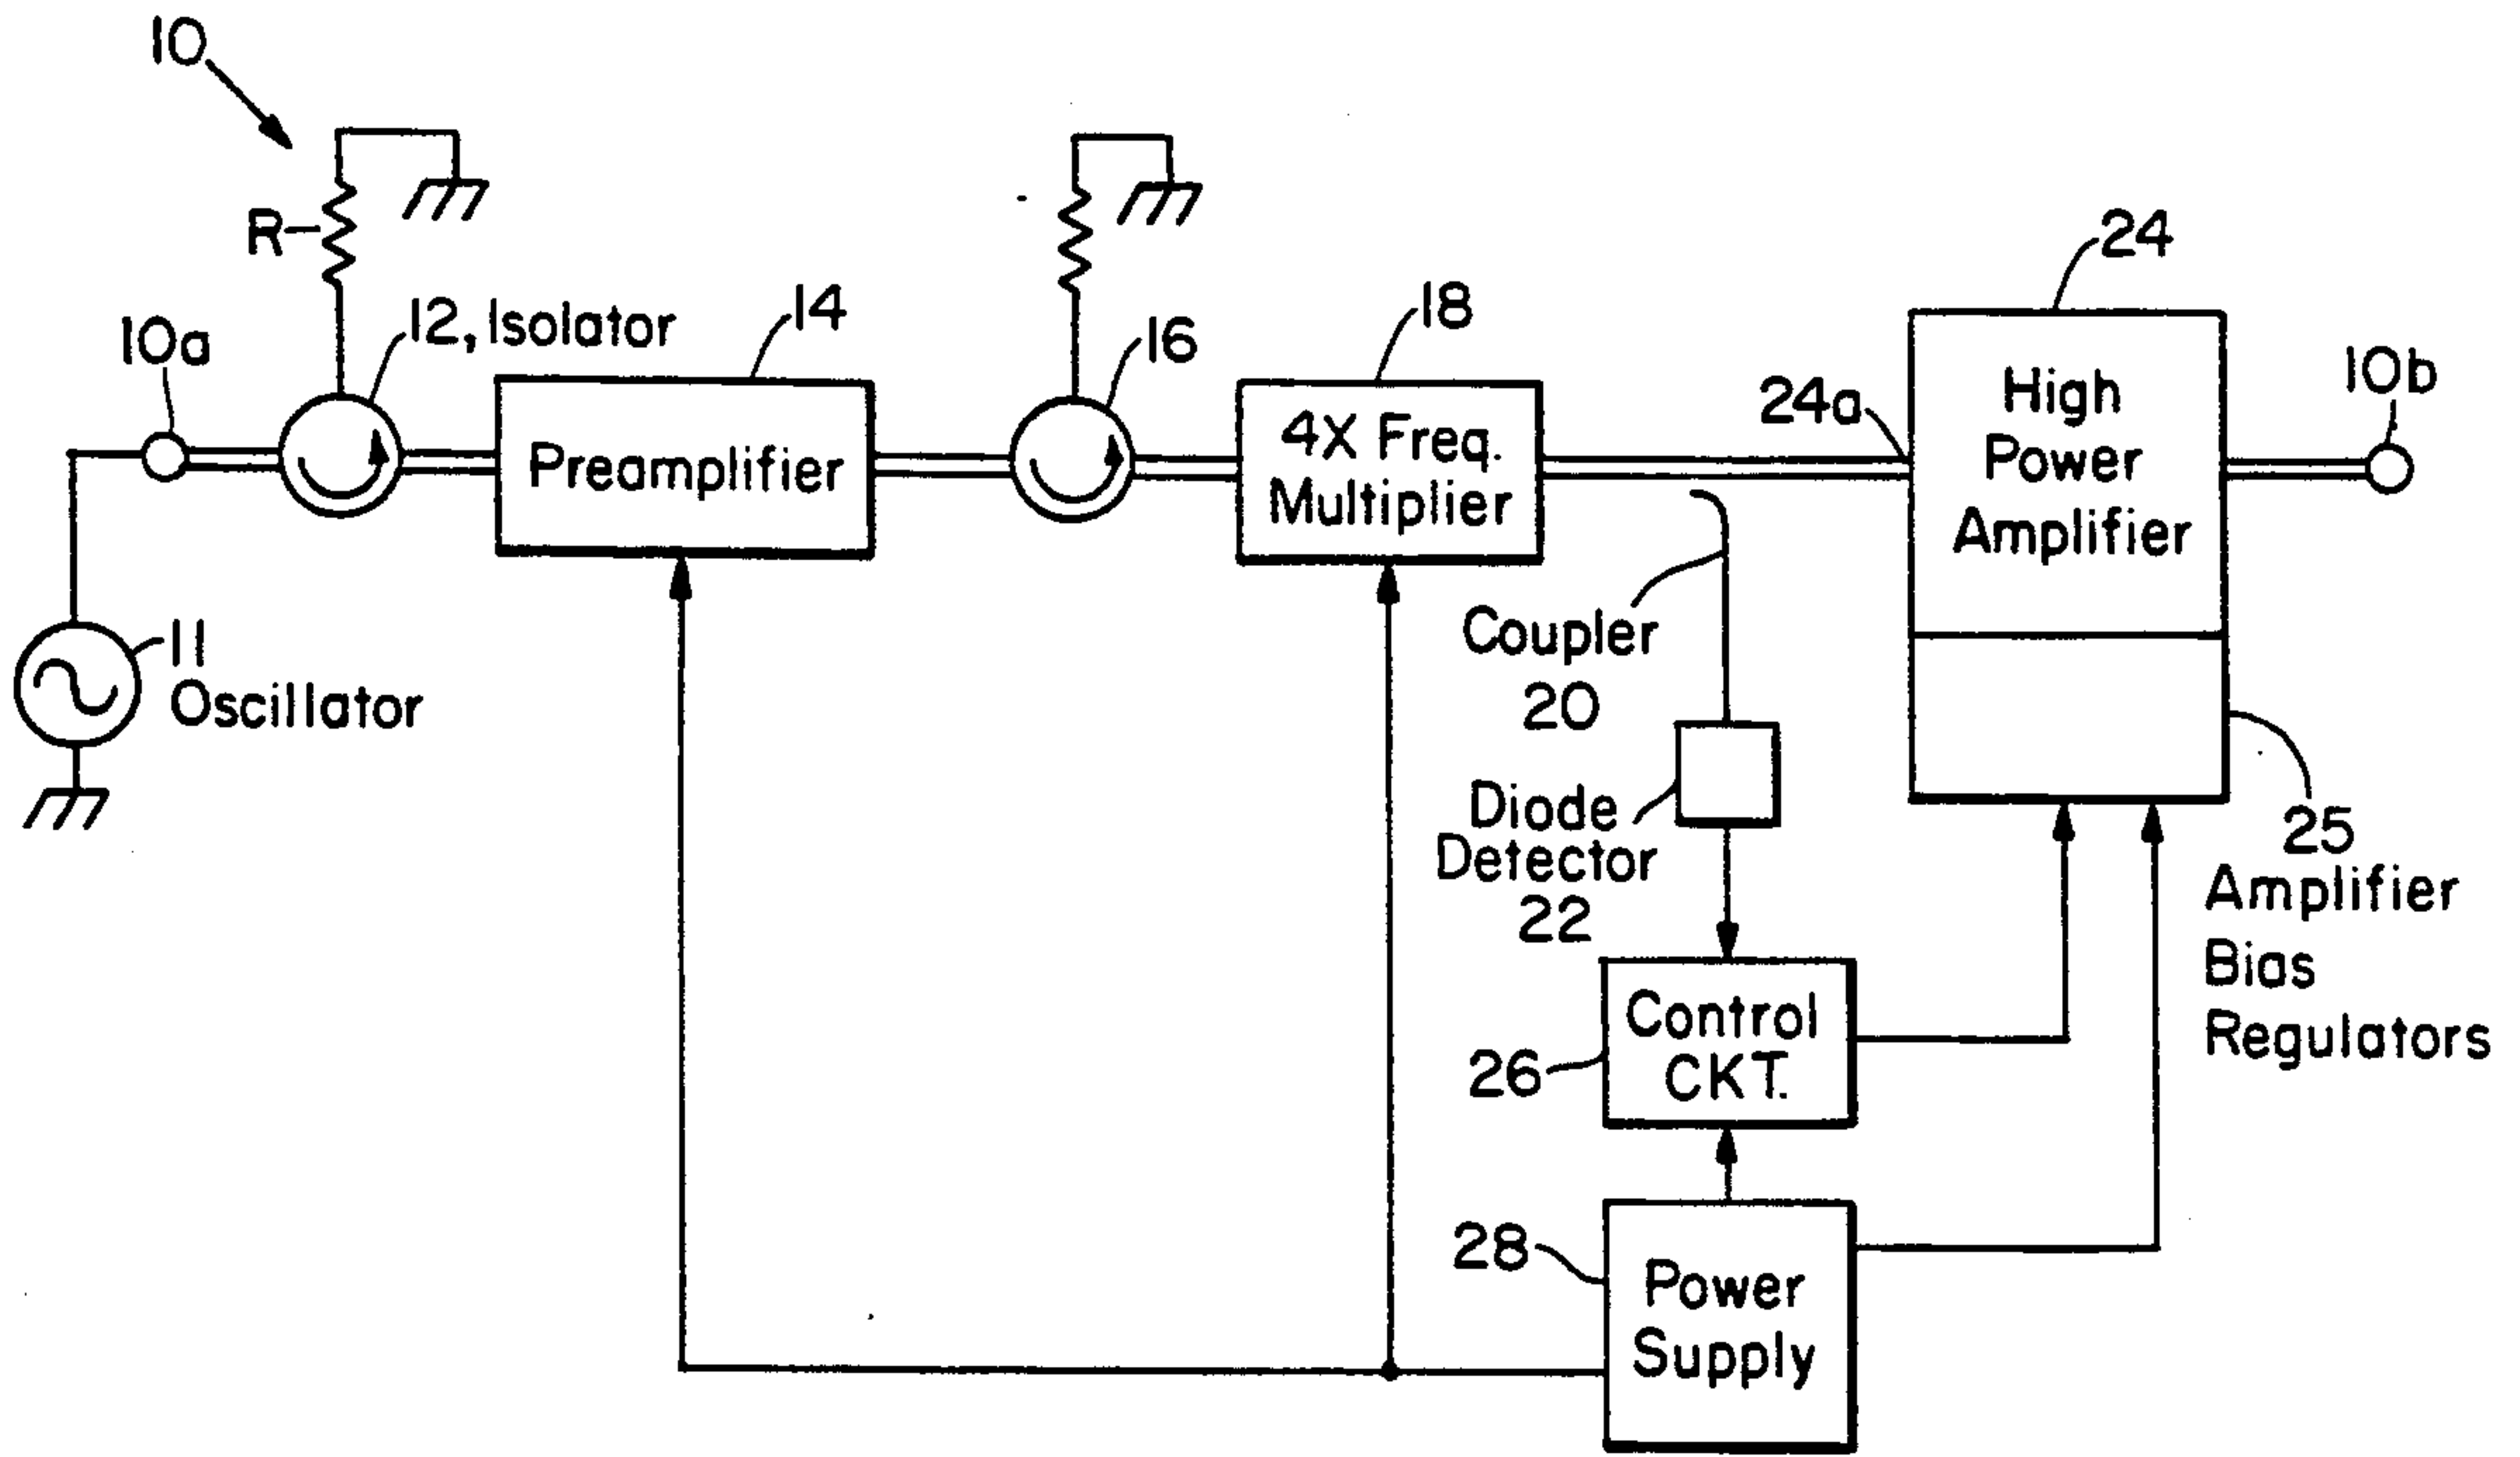 10
R
10a
12, Isolator
14
16
18
24
24a
10b
Preamplifier
4X Freq.
Multiplier
High
Power
Amplifier
11
Oscillator
Coupler
20
Diode
Detector
22
25
Amplifier
Bias
Regulators
Control
CKT.
26
28
Power
Supply